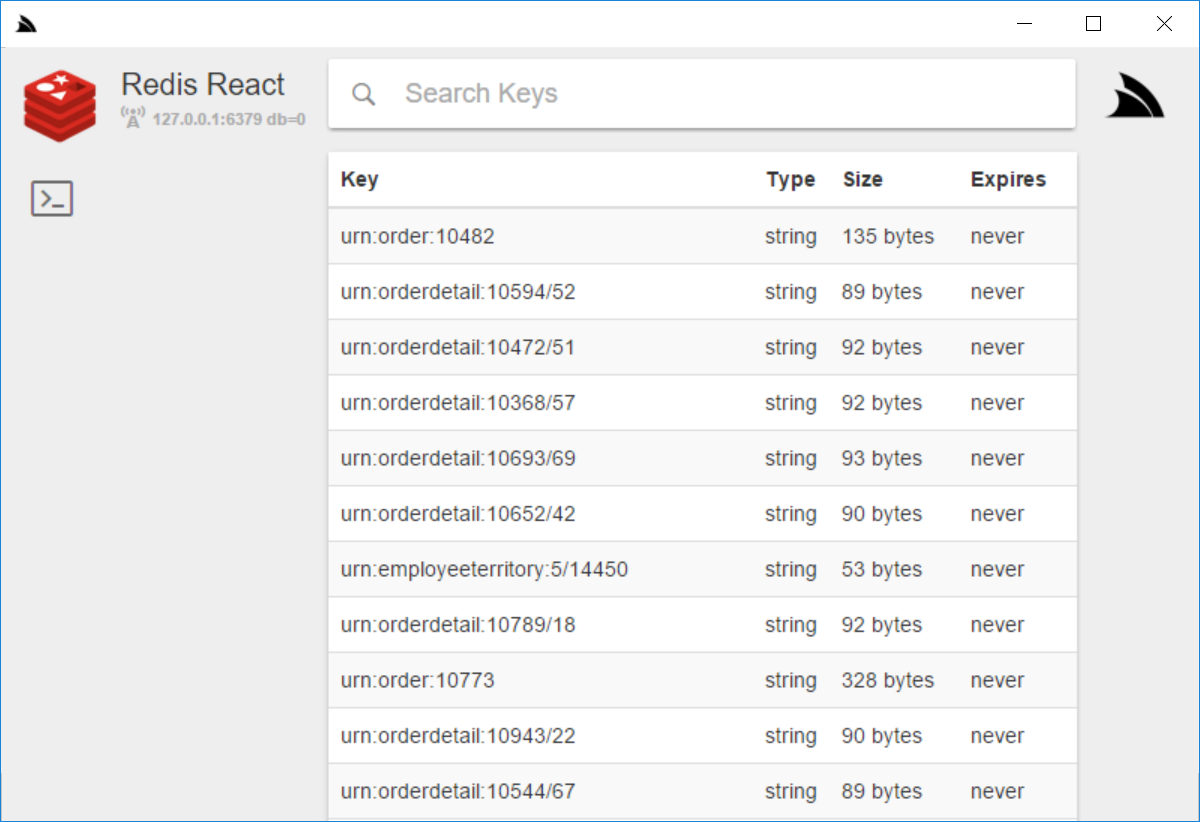 Redis React
127.0.0.1:6379 db=0
Search Keys
Key Type Size Expires
urn:order:10482 string 135 bytes never
urn:orderdetail:10594/52 string 89 bytes never
urn:orderdetail:10472/51 string 92 bytes never
urn:orderdetail:10368/57 string 92 bytes never
urn:orderdetail:10693/69 string 93 bytes never
urn:orderdetail:10652/42 string 90 bytes never
urn:employeeterritory:5/14450 string 53 bytes never
urn:orderdetail:10789/18 string 92 bytes never
urn:order:10773 string 328 bytes never
urn:orderdetail:10943/22 string 90 bytes never
urn:orderdetail:10544/67 string 89 bytes never